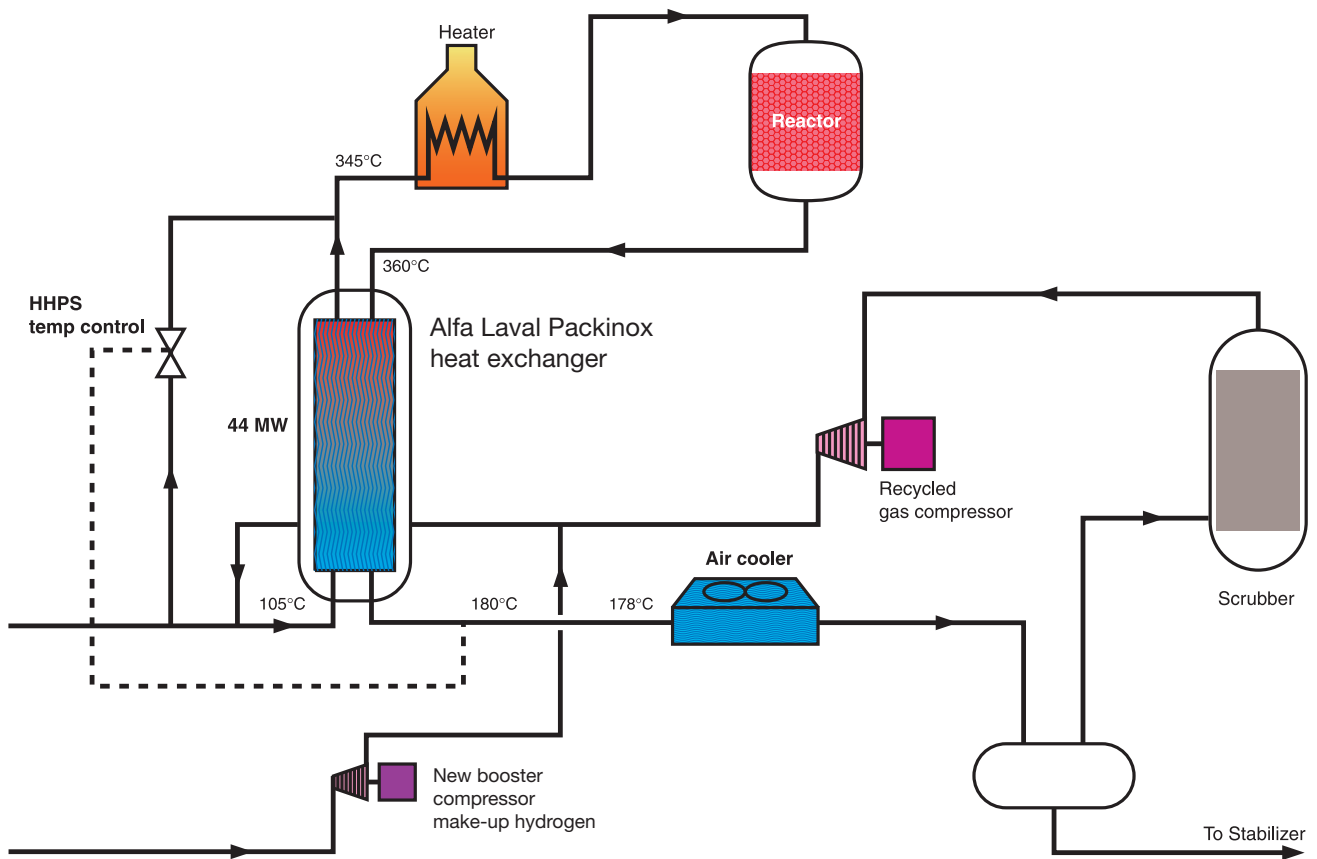 Heater
345°C
Reactor
360°C
HHPS
temp control
Alfa Laval Packinox
heat exchanger
44 MW
Recycled
gas compressor
Air cooler
105°C
180°C
178°C
Scrubber
New booster
compressor
make-up hydrogen
To Stabilizer